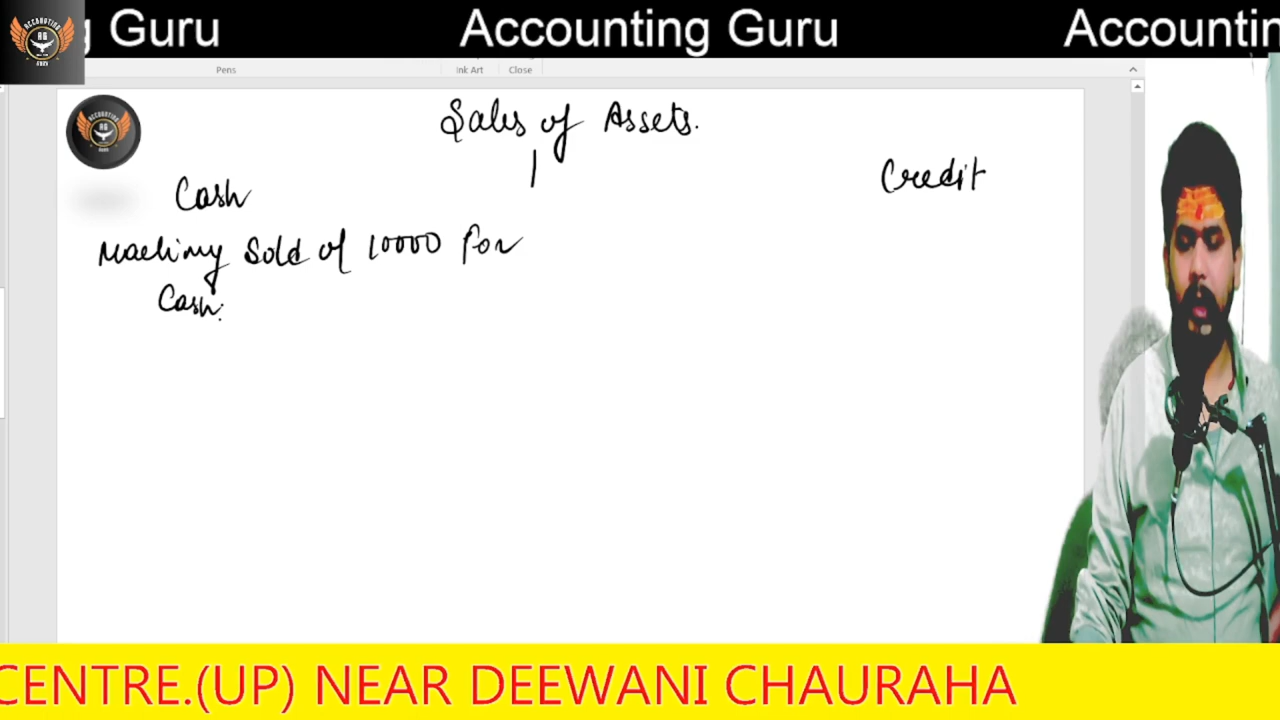 Guru Accounting Guru Accountin
Pens Ink Art Close
Sales of Assets.
Cash Credit
Machiny Sold of 10000 for
Cash.
CENTRE.(UP) NEAR DEEWANI CHAURAHA